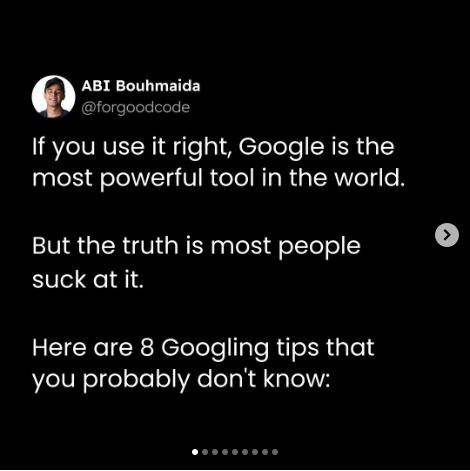 ABI Bouhmaida
@forgoodcode
If you use it right, Google is the
most powerful tool in the world.
But the truth is most people
suck at it.
Here are 8 Googling tips that
you probably don't know: